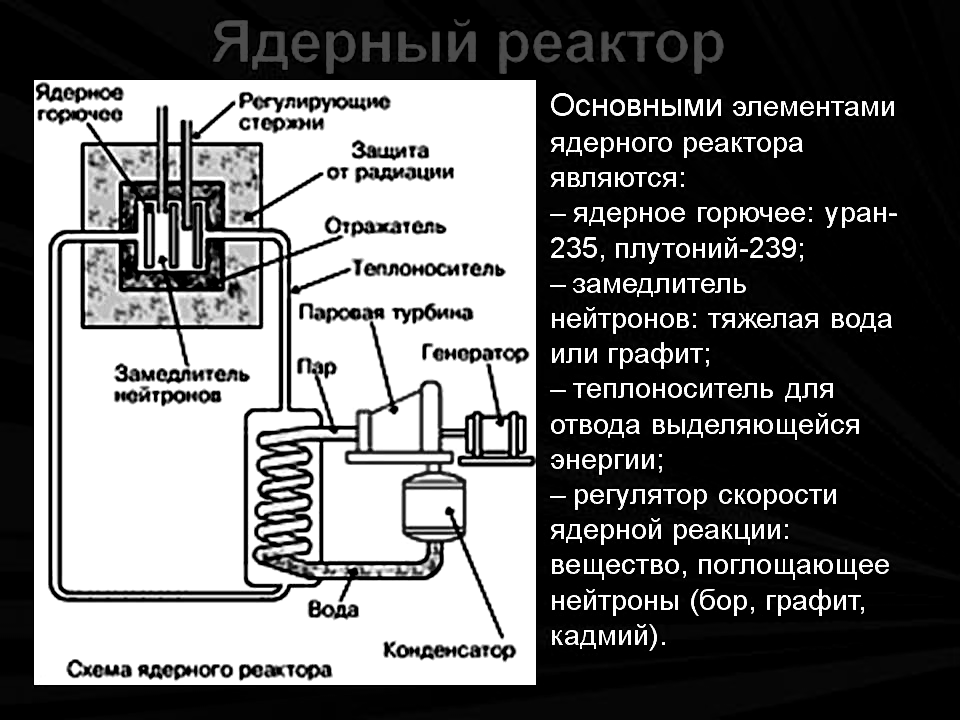 Ядерный реактор
Ядерное
горючее
Регулирующие
стержни
Защита
от радиации
Отражатель
Теплоноситель
Паровая турбина
Генератор
Пар
Замедлитель
нейтронов
Вода
Конденсатор
Схема ядерного реактора
Основными элементами
ядерного реактора
являются:
– ядерное горючее: уран-
235, плутоний-239;
– замедлитель
нейтронов: тяжелая вода
или графит;
– теплоноситель для
отвода выделяющейся
энергии;
– регулятор скорости
ядерной реакции:
вещество, поглощающее
нейтроны (бор, графит,
кадмий).